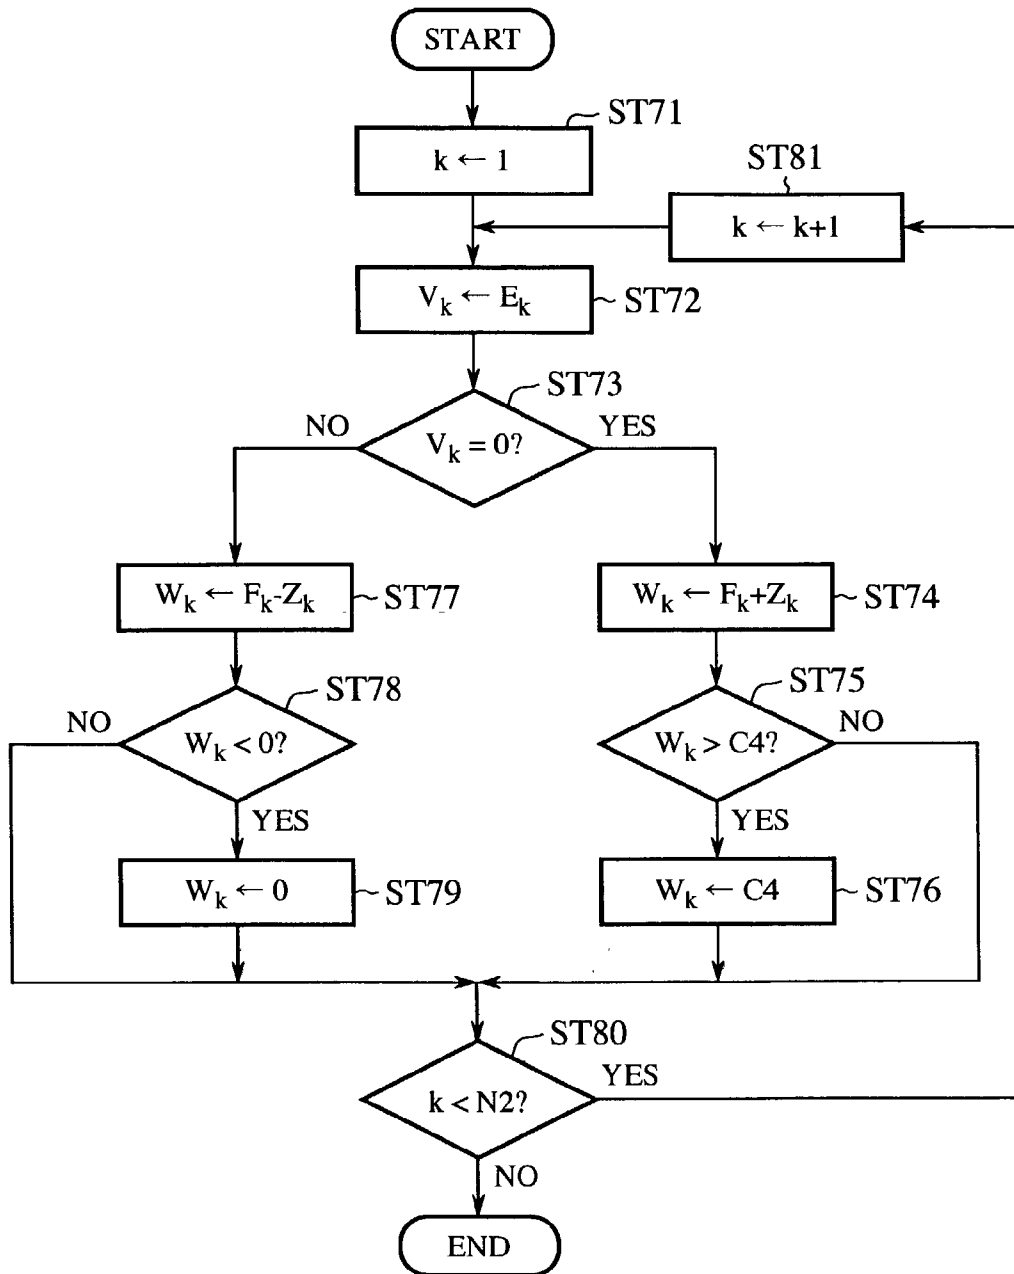 START
ST71
k ← 1
ST81
k ← k+1
V_k ← E_k
ST72
ST73
NO
YES
V_k = 0?
W_k ← F_k-Z_k
ST77
W_k ← F_k+Z_k
ST74
ST78
ST75
NO
W_k < 0?
W_k > C4?
NO
YES
YES
W_k ← 0
ST79
W_k ← C4
ST76
ST80
YES
k < N2?
NO
END